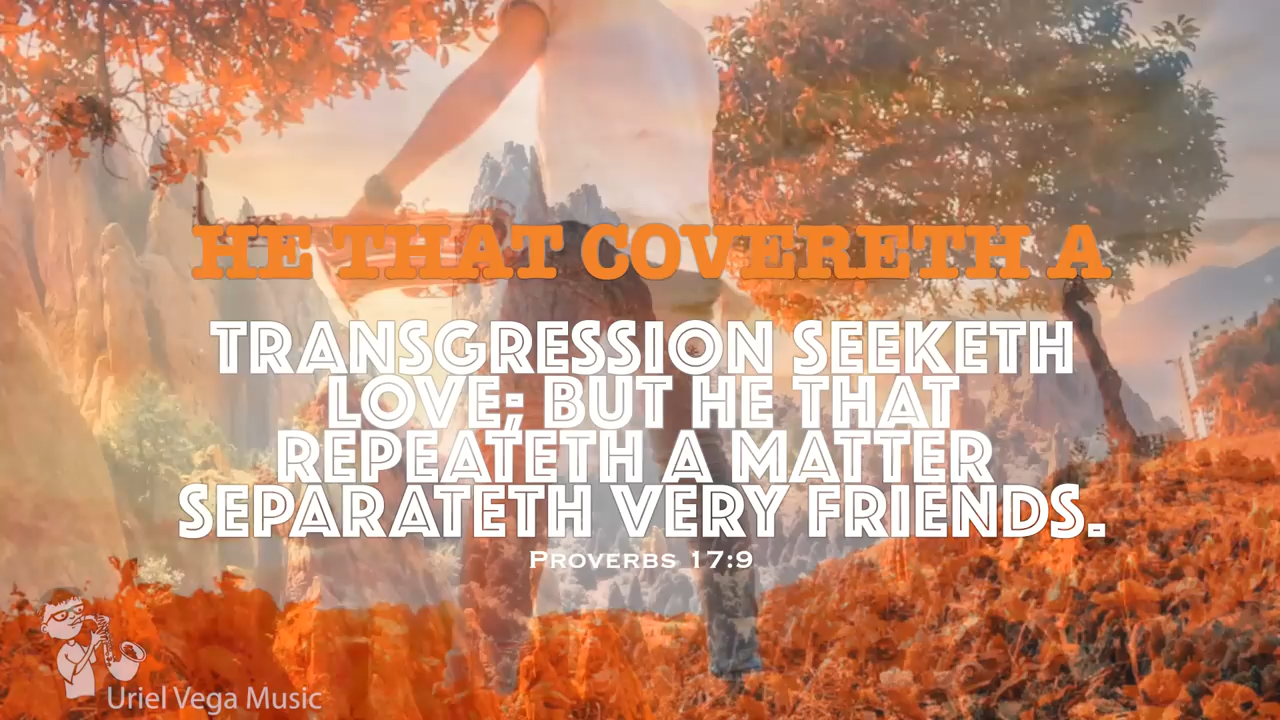 HE THAT COVERETH A
TRANSGRESSION SEEKETH
LOVE; BUT HE THAT
REPEATETH A MATTER
SEPARATETH VERY FRIENDS.
PROVERBS 17:9
Uriel Vega Music